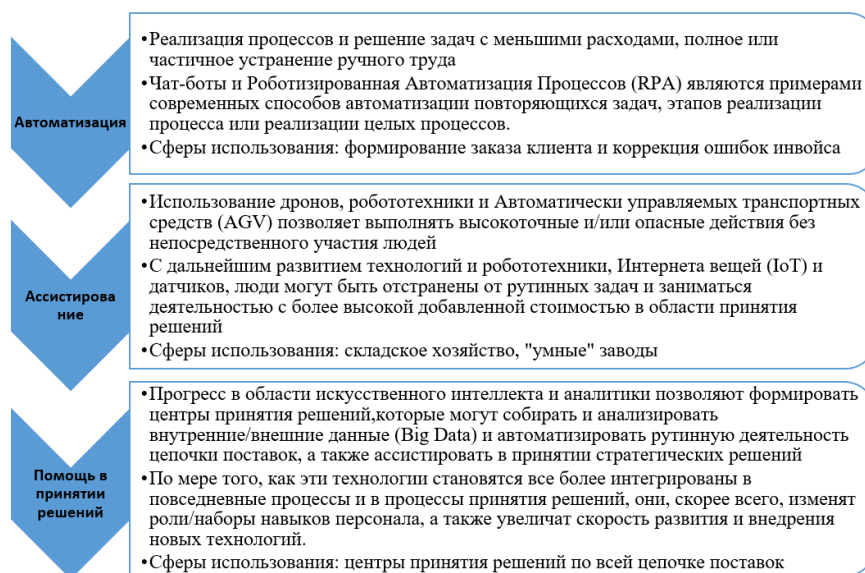 Автоматизация
•Реализация процессов и решение задач с меньшими расходами, полное или
частичное устранение ручного труда
•Чат-боты и Роботизированная Автоматизация Процессов (RPA) являются примерами
современных способов автоматизации повторяющихся задач, этапов реализации
процесса или реализации целых процессов.
•Сферы использования: формирование заказа клиента и коррекция ошибок инвойса
Ассистирова
ние
•Использование дронов, робототехники и Автоматически управляемых транспортных
средств (AGV) позволяет выполнять высокоточные и/или опасные действия без
непосредственного участия людей
•С дальнейшим развитием технологий и робототехники, Интернета вещей (IoT) и
датчиков, люди могут быть отстранены от рутинных задач и заниматься
деятельностью с более высокой добавленной стоимостью в области принятия
решений
•Сферы использования: складское хозяйство, "умные" заводы
Помощь в
принятии
решений
•Прогресс в области искусственного интеллекта и аналитики позволяют формировать
центры принятия решений,которые могут собирать и анализировать
внутренние/внешние данные (Big Data) и автоматизировать рутинную деятельность
цепочки поставок, а также ассистировать в принятии стратегических решений
•По мере того, как эти технологии становятся все более интегрированы в
повседневные процессы и в процессы принятия решений, они, скорее всего, изменят
роли/наборы навыков персонала, а также увеличат скорость развития и внедрения
новых технологий.
•Сферы использования: центры принятия решений по всей цепочке поставок